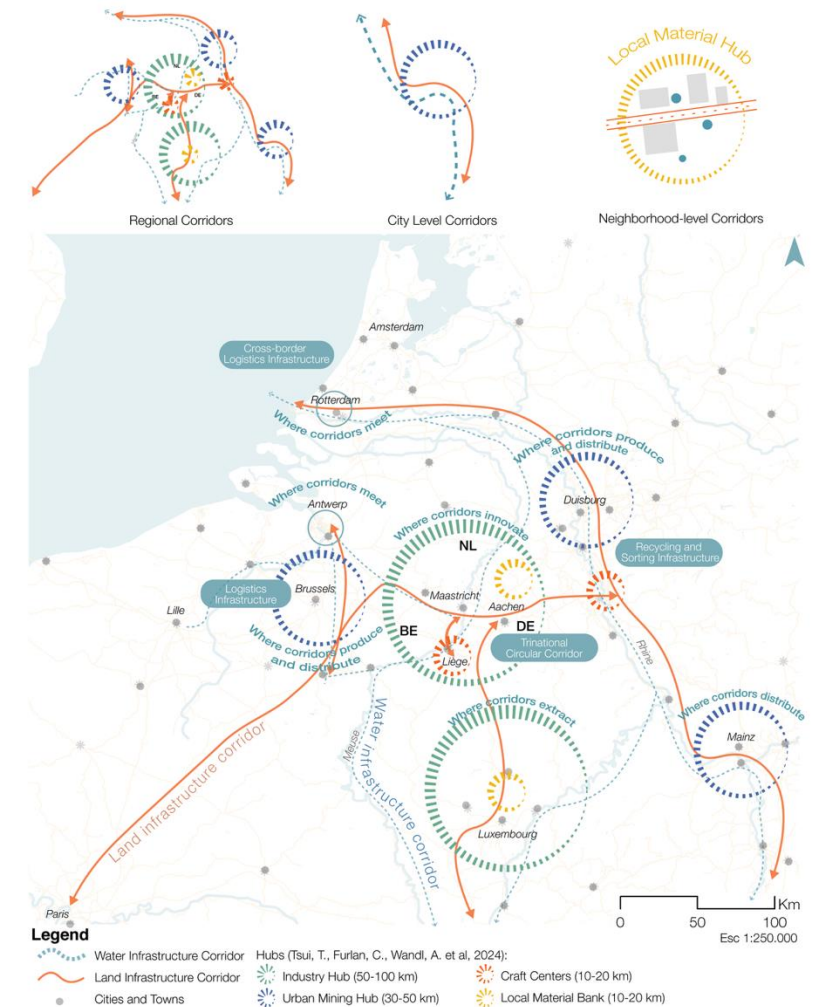 Local Material Hub
NL
BE
DE
Regional Corridors
City Level Corridors
Neighborhood-level Corridors
Amsterdam
Cross-border
Logistics Infrastructure
Rotterdam
Where corridors meet
Where corridors produce
and distribute
Where corridors meet
Antwerp
Duisburg
Where corridors innovate
NL
Recycling and
Sorting Infrastructure
Logistics
Infrastructure
Brussels
Maastricht
Aachen
Lille
BE
DE
Where corridors produce
and distribute
Liège
Trinational
Circular Corridor
Rhine
Where corridors extract
Where corridors distribute
Meuse
Mainz
Water infrastructure corridor
Land infrastructure corridor
Luxembourg
Paris
Km
0 50 100
Esc 1:250.000
Legend
Water Infrastructure Corridor
Land Infrastructure Corridor
Cities and Towns
Hubs (Tsui, T., Furlan, C., Wandl, A. et al, 2024):
Industry Hub (50-100 km)
Urban Mining Hub (30-50 km)
Craft Centers (10-20 km)
Local Material Bank (10-20 km)